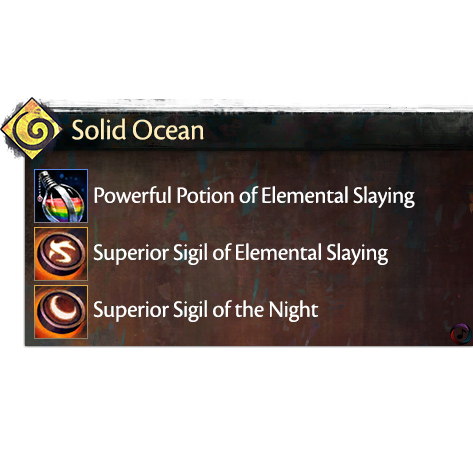 Solid Ocean
Powerful Potion of Elemental Slaying
Superior Sigil of Elemental Slaying
Superior Sigil of the Night